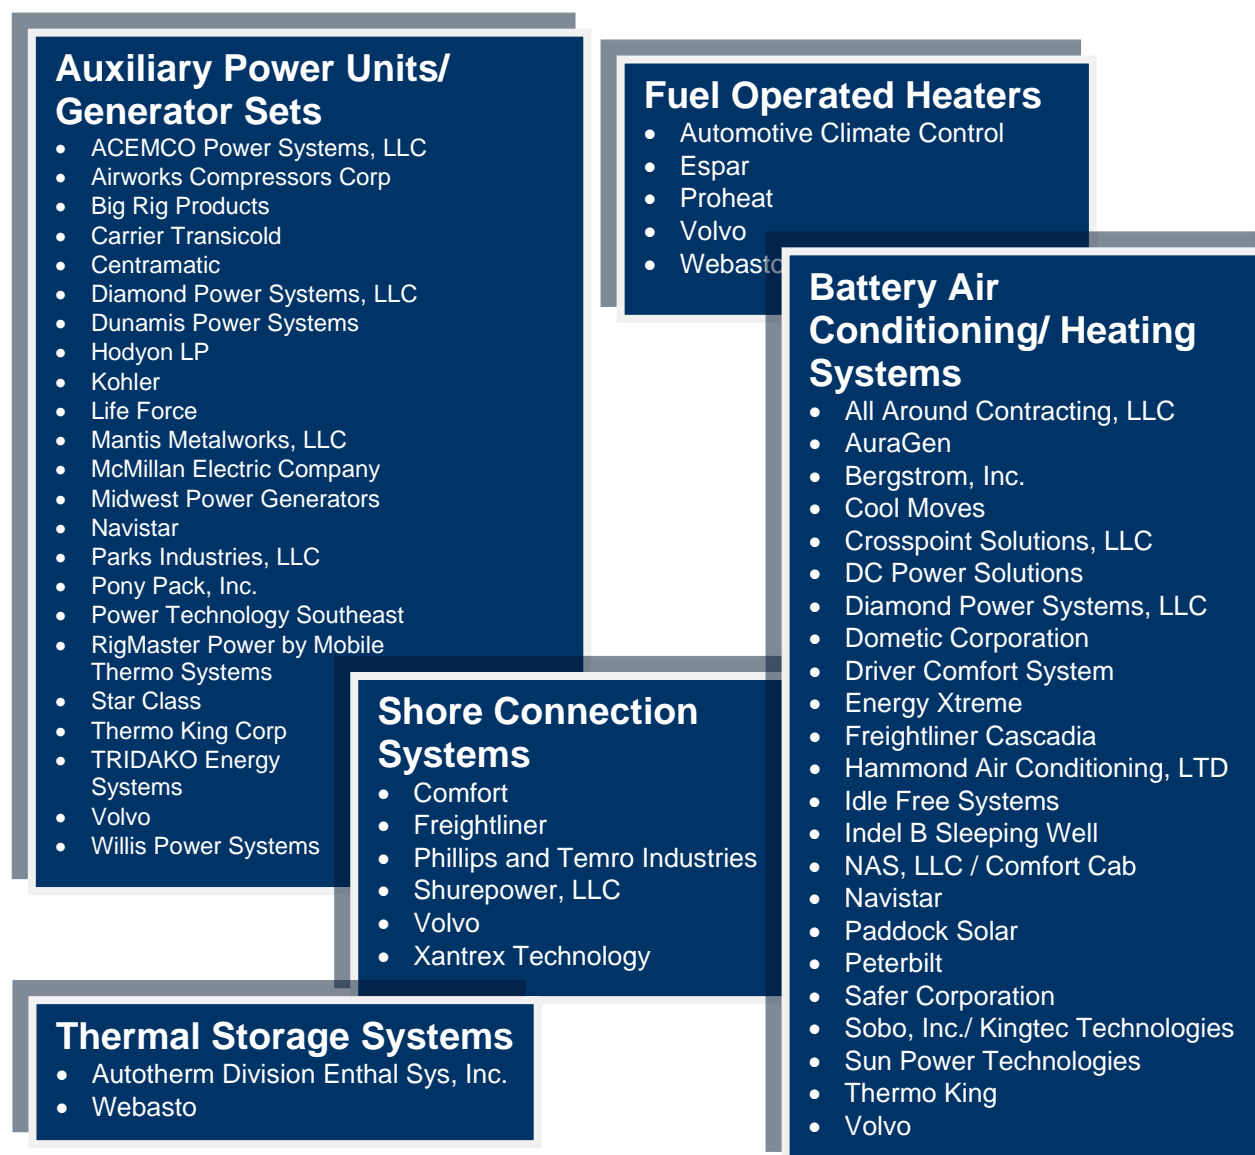 Auxiliary Power Units/
Generator Sets
• ACEMCO Power Systems, LLC
• Airworks Compressors Corp
• Big Rig Products
• Carrier Transicold
• Centramatic
• Diamond Power Systems, LLC
• Dunamis Power Systems
• Hodyon LP
• Kohler
• Life Force
• Mantis Metalworks, LLC
• McMillan Electric Company
• Midwest Power Generators
• Navistar
• Parks Industries, LLC
• Pony Pack, Inc.
• Power Technology Southeast
• RigMaster Power by Mobile
Thermo Systems
• Star Class
• Thermo King Corp
• TRIDAKO Energy
Systems
• Volvo
• Willis Power Systems
Fuel Operated Heaters
• Automotive Climate Control
• Espar
• Proheat
• Volvo
• Webasto
Battery Air
Conditioning/ Heating
Systems
• All Around Contracting, LLC
• AuraGen
• Bergstrom, Inc.
• Cool Moves
• Crosspoint Solutions, LLC
• DC Power Solutions
• Diamond Power Systems, LLC
• Dometic Corporation
• Driver Comfort System
• Energy Xtreme
• Freightliner Cascadia
• Hammond Air Conditioning, LTD
• Idle Free Systems
• Indel B Sleeping Well
• NAS, LLC / Comfort Cab
• Navistar
• Paddock Solar
• Peterbilt
• Safer Corporation
• Sobo, Inc./ Kingtec Technologies
• Sun Power Technologies
• Thermo King
• Volvo
Shore Connection
Systems
• Comfort
• Freightliner
• Phillips and Temro Industries
• Shurepower, LLC
• Volvo
• Xantrex Technology
Thermal Storage Systems
• Autotherm Division Enthal Sys, Inc.
• Webasto